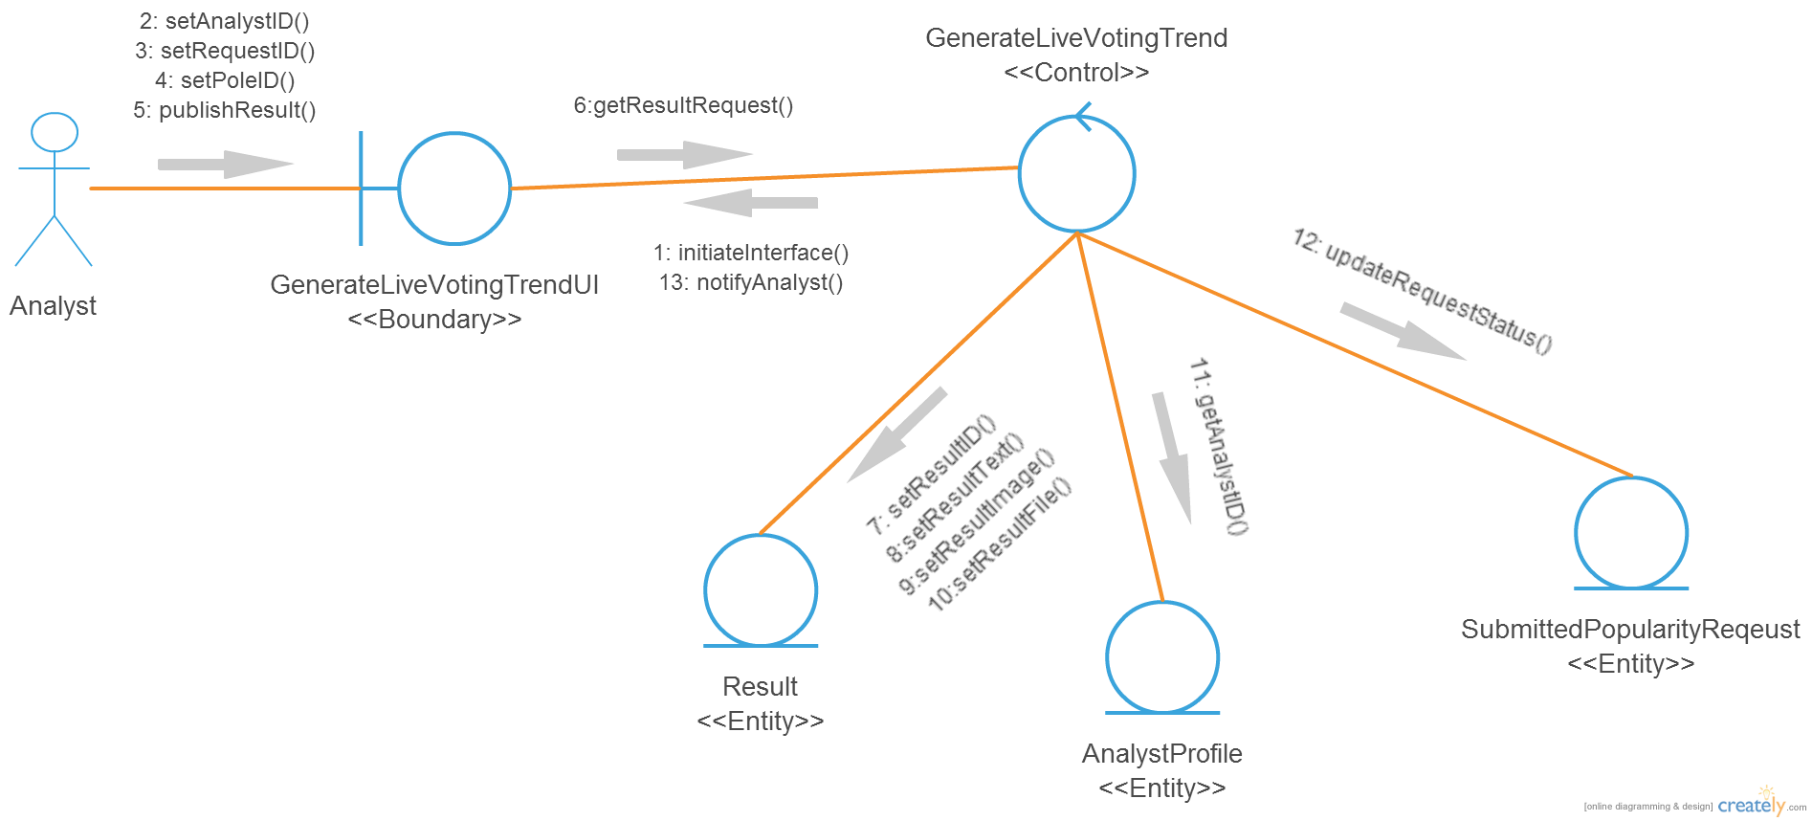 2: setAnalystID()
3: setRequestID()
4: setPoleID()
5: publishResult()
6:getResultRequest()
GenerateLiveVotingTrend
<<Control>>
1: initiateInterface()
13: notifyAnalyst()
Analyst
GenerateLiveVotingTrendUI
<<Boundary>>
12: updateRequestStatus()
11: getAnalystID()
7: setResultID()
8:setResultText()
9:setResultImage()
10:setResultFile()
Result
<<Entity>>
AnalystProfile
<<Entity>>
SubmittedPopularityReqeust
<<Entity>>
[online diagramming & design] creately.com